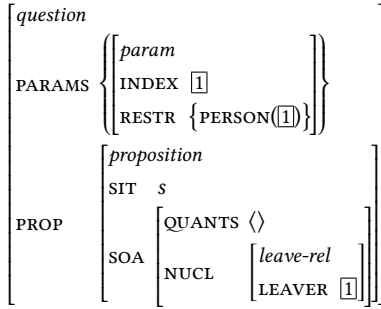 question
PARAMS {[param
INDEX [1]
RESTR {PERSON([1])}]}
PROP [proposition
SIT s
SOA [QUANTS ⟨⟩
NUCL [leave-rel
LEAVER [1]]]]